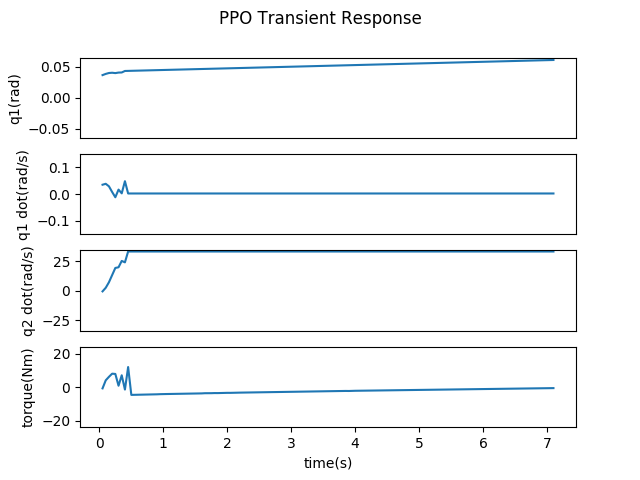 PPO Transient Response
q1(rad)
0.05
0.00
−0.05
q1 dot(rad/s)
0.1
0.0
−0.1
q2 dot(rad/s)
25
0
−25
torque(Nm)
20
0
−20
0 1 2 3 4 5 6 7
time(s)